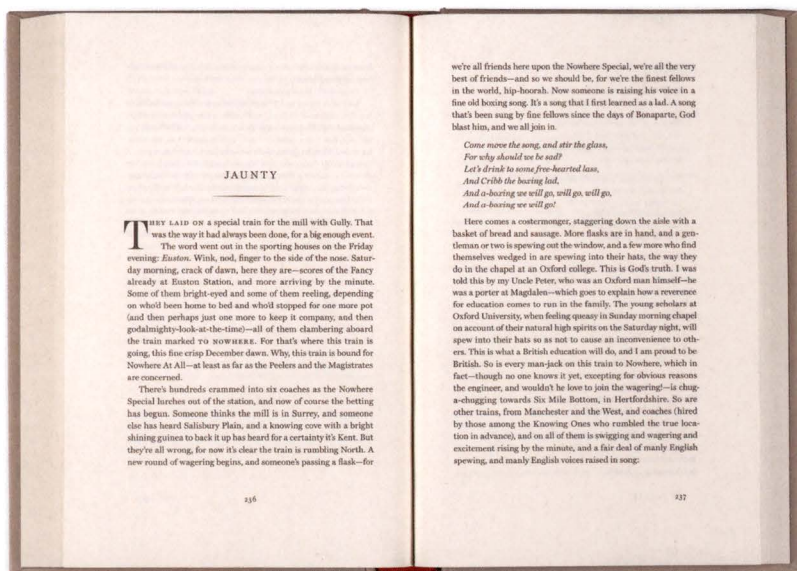 JAUNTY
THEY LAID ON a special train for the mill with Gully. That
was the way it had always been done, for a big enough event.
The word went out in the sporting houses on the Friday
evening: Euston. Wink, nod, finger to the side of the nose. Satur-
day morning, crack of dawn, here they are—scores of the Fancy
already at Euston Station, and more arriving by the minute.
Some of them bright-eyed and some of them reeling, depending
on who'd been home to bed and who'd stopped for one more pot
(and then perhaps just one more to keep it company, and then
godalmighty-look-at-the-time)—all of them clambering aboard
the train marked TO NOWHERE. For that's where this train is
going, this fine crisp December dawn. Why, this train is bound for
Nowhere At All—at least as far as the Peelers and the Magistrates
are concerned.
There's hundreds crammed into six coaches as the Nowhere
Special lurches out of the station, and now of course the betting
has begun. Someone thinks the mill is in Surrey, and someone
else has heard Salisbury Plain, and a knowing cove with a bright
shining guinea to back it up has heard for a certainty it's Kent. But
they're all wrong, for now it's clear the train is rumbling North. A
new round of wagering begins, and someone's passing a flask—for
256
we're all friends here upon the Nowhere Special, we're all the very
best of friends—and so we should be, for we're the finest fellows
in the world, hip-hoorah. Now someone is raising his voice in a
fine old boxing song. It's a song that I first learned as a lad. A song
that's been sung by fine fellows since the days of Bonaparte, God
blast him, and we all join in.
Come move the song, and stir the glass,
For why should we be sad?
Let's drink to some free-hearted lass,
And Cribb the boxing lad,
And a-boxing we will go, will go, will go,
And a-boxing we will go!
Here comes a costermonger, staggering down the aisle with a
basket of bread and sausage. More flasks are in hand, and a gen-
tleman or two is spewing out the window, and a few more who find
themselves wedged in are spewing into their hats, the way they
do in the chapel at an Oxford college. This is God's truth. I was
told this by my Uncle Peter, who was an Oxford man himself—he
was a porter at Magdalen—which goes to explain how a reverence
for education comes to run in the family. The young scholars at
Oxford University, when feeling queasy in Sunday morning chapel
on account of their natural high spirits on the Saturday night, will
spew into their hats so as not to cause an inconvenience to oth-
ers. This is what a British education will do, and I am proud to be
British. So is every man-jack on this train to Nowhere, which in
fact—though no one knows it yet, excepting for obvious reasons
the engineer, and wouldn't he love to join the wagering!—is chug-
a-chugging towards Six Mile Bottom, in Hertfordshire. So are
other trains, from Manchester and the West, and coaches (hired
by those among the Knowing Ones who rumbled the true loca-
tion in advance), and on all of them is swigging and wagering and
excitement rising by the minute, and a fair deal of manly English
spewing, and manly English voices raised in song:
237